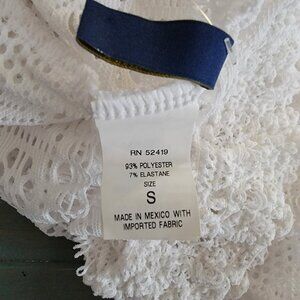 RN 52419
93% POLYESTER
7% ELASTANE
SIZE
S
MADE IN MEXICO WITH
IMPORTED FABRIC